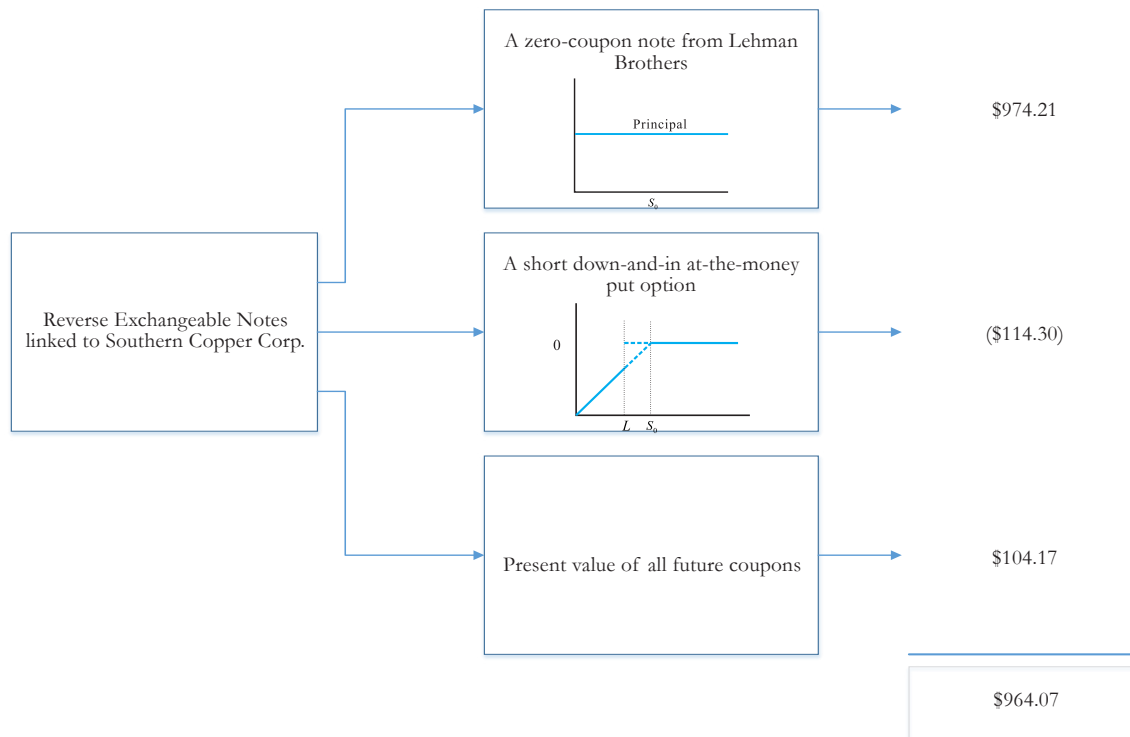 A zero-coupon note from Lehman
Brothers
Principal
S₀
$974.21
Reverse Exchangeable Notes
linked to Southern Copper Corp.
A short down-and-in at-the-money
put option
0
L S₀
($114.30)
Present value of all future coupons
$104.17
$964.07